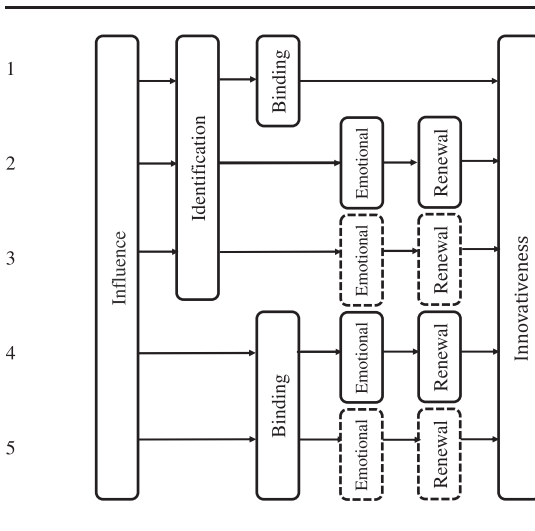 1
Influence
Identification
Binding
Innovativeness
2
Emotional
Renewal
3
Emotional
Renewal
4
Binding
Emotional
Renewal
5
Emotional
Renewal